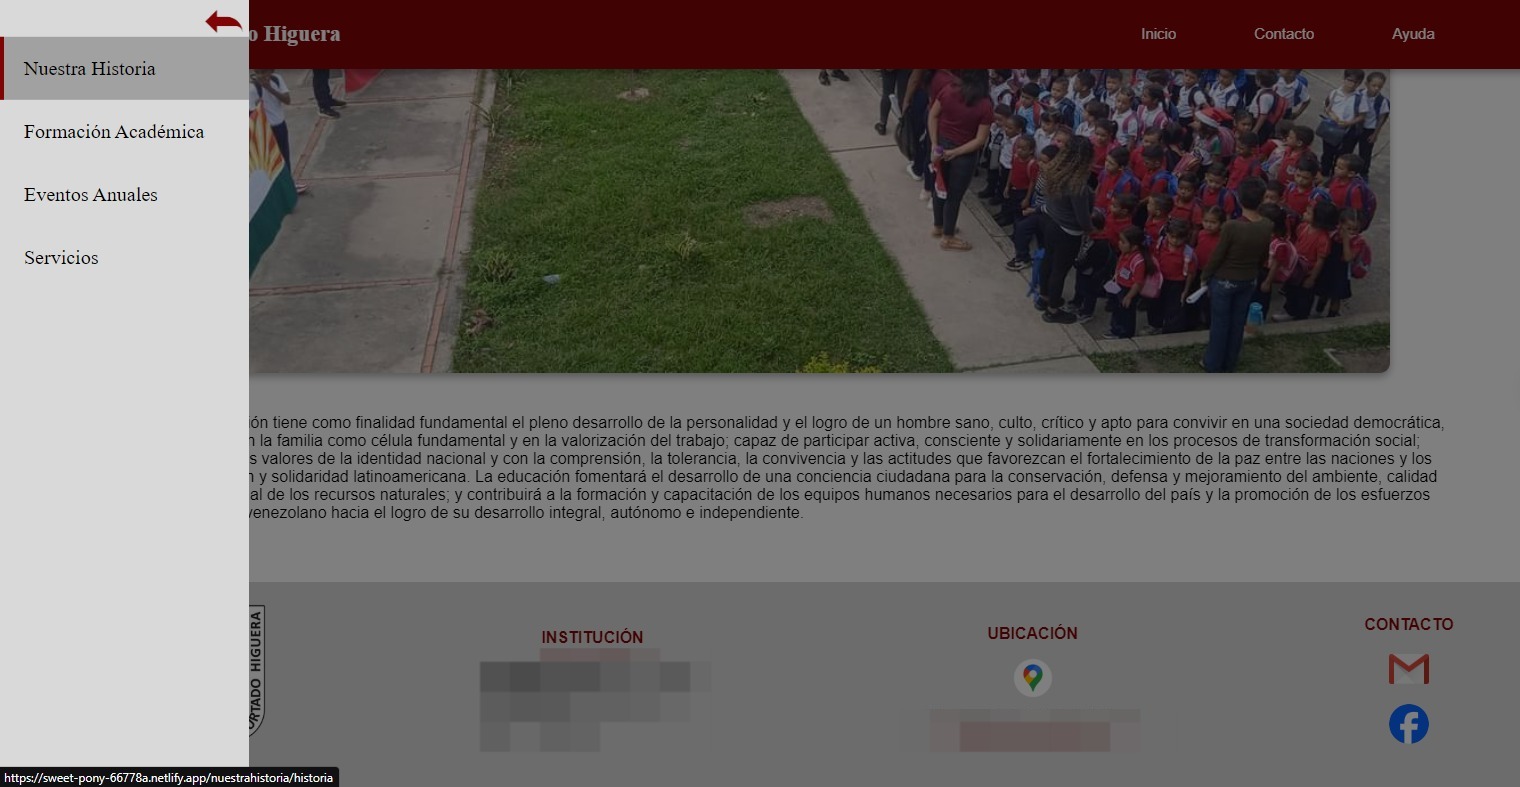 o Higuera
Inicio
Contacto
Ayuda
Nuestra Historia
Formación Académica
Eventos Anuales
Servicios
ión tiene como finalidad fundamental el pleno desarrollo de la personalidad y el logro de un hombre sano, culto, crítico y apto para convivir en una sociedad democrática,
n la familia como célula fundamental y en la valorización del trabajo; capaz de participar activa, consciente y solidariamente en los procesos de transformación social;
s valores de la identidad nacional y con la comprensión, la tolerancia, la convivencia y las actitudes que favorezcan el fortalecimiento de la paz entre las naciones y los
n y solidaridad latinoamericana. La educación fomentará el desarrollo de una conciencia ciudadana para la conservación, defensa y mejoramiento del ambiente, calidad
al de los recursos naturales; y contribuirá a la formación y capacitación de los equipos humanos necesarios para el desarrollo del país y la promoción de los esfuerzos
venezolano hacia el logro de su desarrollo integral, autónomo e independiente.
URTADO HIGUERA
INSTITUCIÓN
UBICACIÓN
CONTACTO
https://sweet-pony-66778a.netlify.app/nuestrahistoria/historia